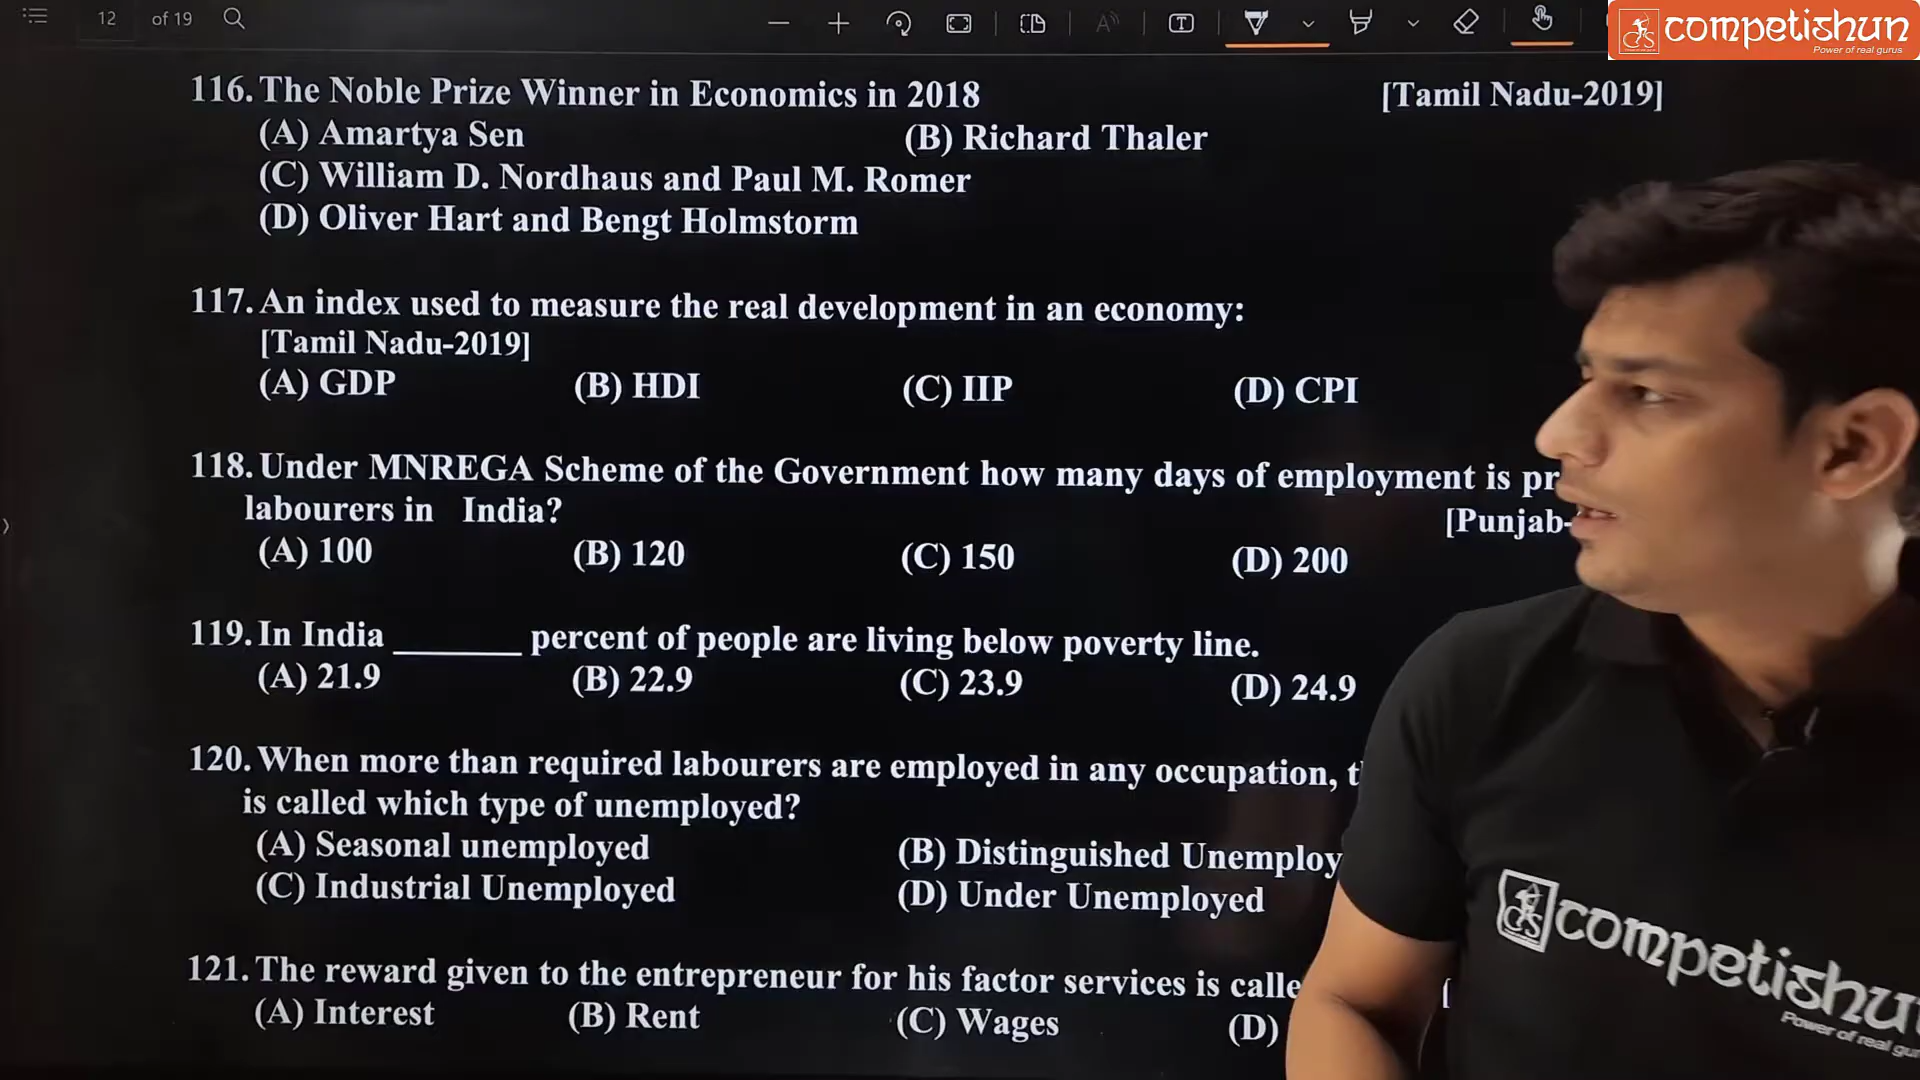 12 of 19
competishun
Power of real gurus
116. The Noble Prize Winner in Economics in 2018 [Tamil Nadu-2019]
(A) Amartya Sen (B) Richard Thaler
(C) William D. Nordhaus and Paul M. Romer
(D) Oliver Hart and Bengt Holmstorm
117. An index used to measure the real development in an economy:
[Tamil Nadu-2019]
(A) GDP (B) HDI (C) IIP (D) CPI
118. Under MNREGA Scheme of the Government how many days of employment is pr
labourers in India? [Punjab-
(A) 100 (B) 120 (C) 150 (D) 200
119. In India _______ percent of people are living below poverty line.
(A) 21.9 (B) 22.9 (C) 23.9 (D) 24.9
120. When more than required labourers are employed in any occupation, t
is called which type of unemployed?
(A) Seasonal unemployed (B) Distinguished Unemploy
(C) Industrial Unemployed (D) Under Unemployed
121. The reward given to the entrepreneur for his factor services is calle [
(A) Interest (B) Rent (C) Wages (D)
competishun
Power of real gur